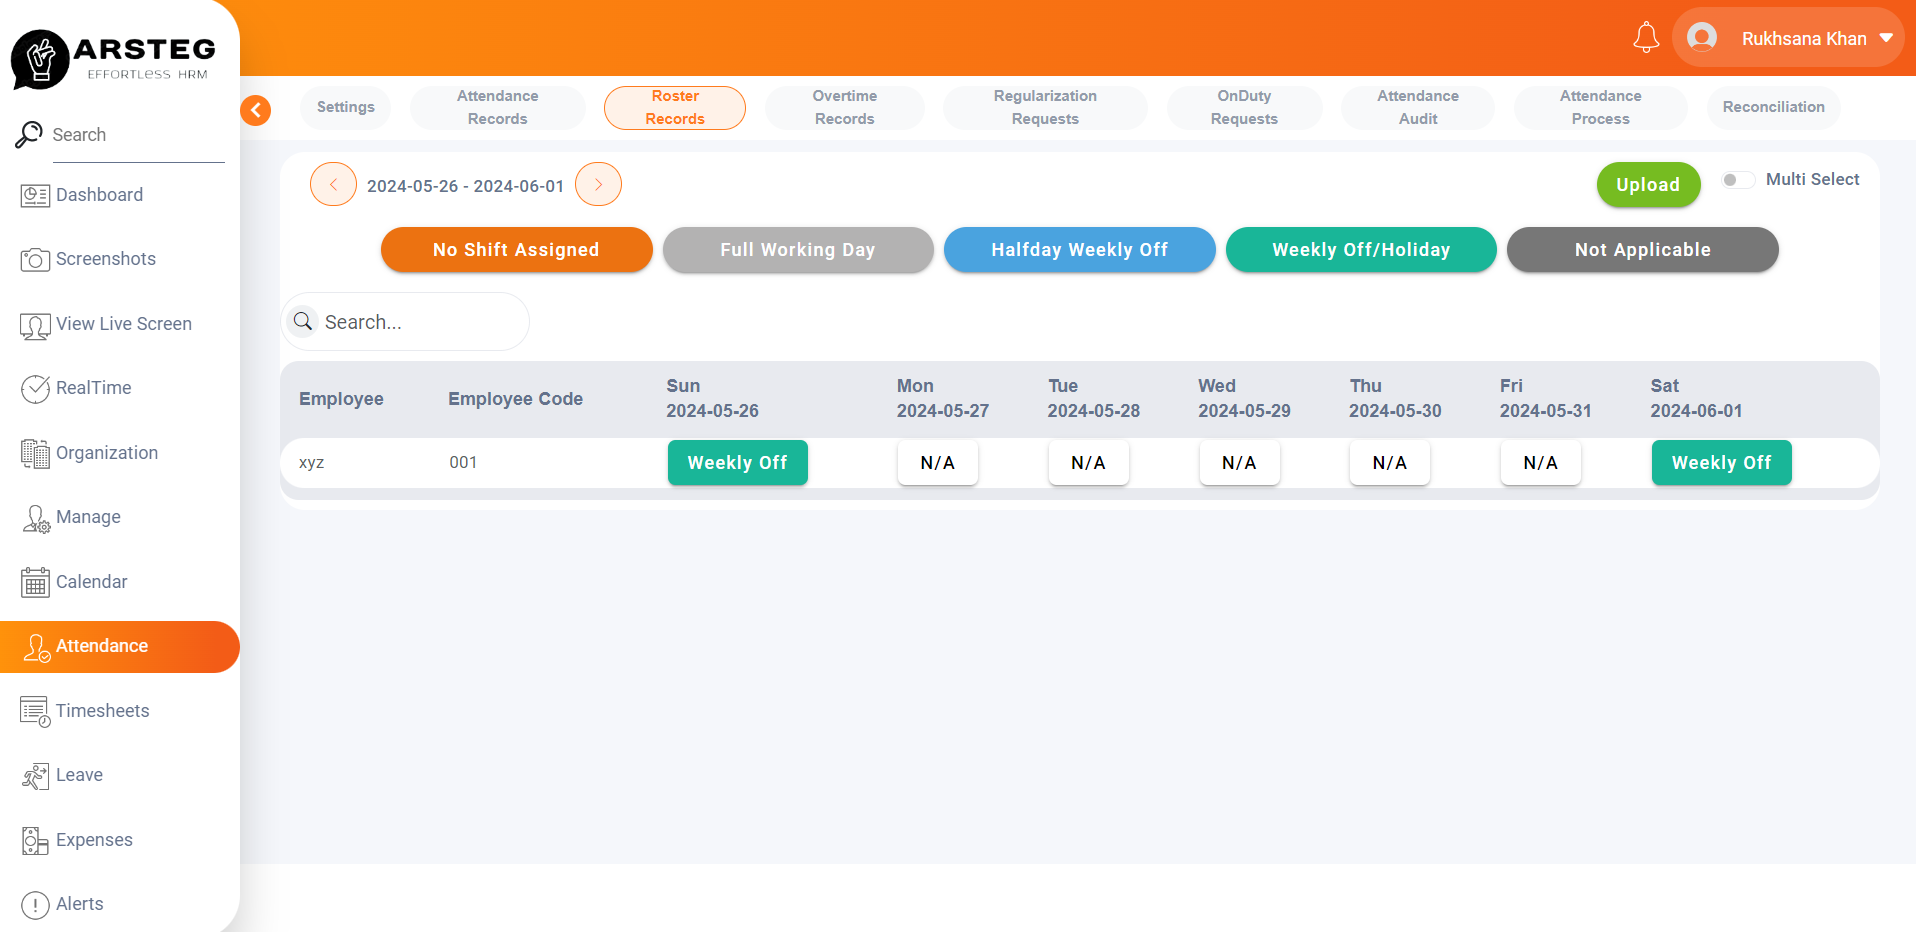 ARSTEG
EFFORTLESS HRM
Search
Dashboard
Screenshots
View Live Screen
RealTime
Organization
Manage
Calendar
Attendance
Timesheets
Leave
Expenses
Alerts
Rukhsana Khan
Settings
Attendance
Records
Roster
Records
Overtime
Records
Regularization
Requests
OnDuty
Requests
Attendance
Audit
Attendance
Process
Reconciliation
2024-05-26 - 2024-06-01
Upload
Multi Select
No Shift Assigned
Full Working Day
Halfday Weekly Off
Weekly Off/Holiday
Not Applicable
Search...
Employee
Employee Code
Sun
2024-05-26
Mon
2024-05-27
Tue
2024-05-28
Wed
2024-05-29
Thu
2024-05-30
Fri
2024-05-31
Sat
2024-06-01
xyz
001
Weekly Off
N/A
N/A
N/A
N/A
N/A
Weekly Off